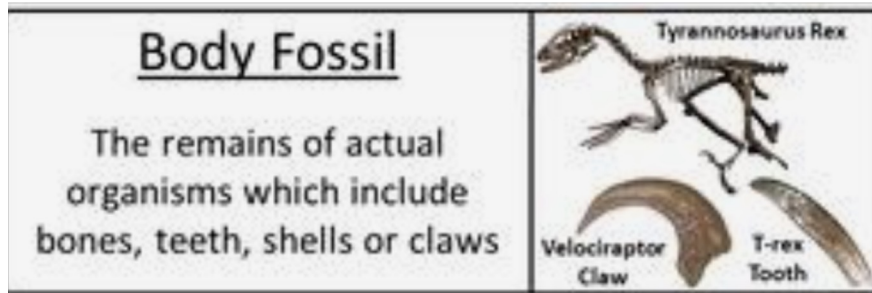 Body Fossil
The remains of actual
organisms which include
bones, teeth, shells or claws
Tyrannosaurus Rex
Velociraptor
Claw
T-rex
Tooth